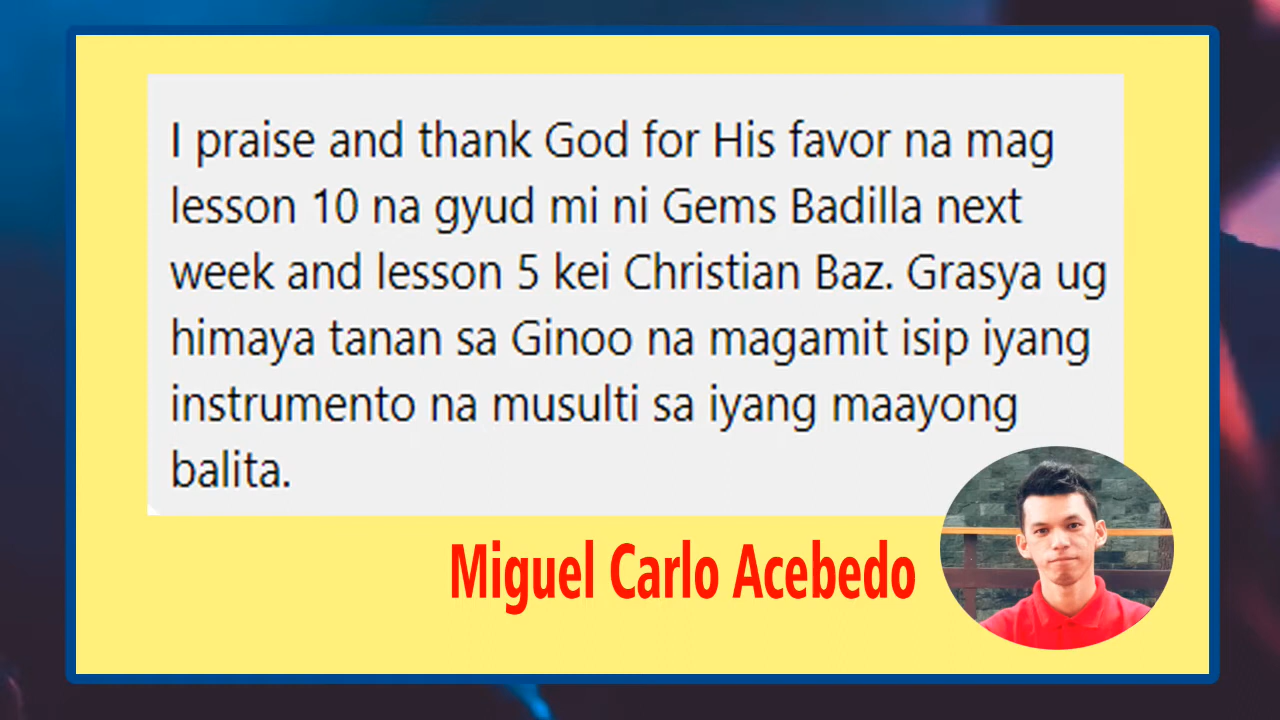 I praise and thank God for His favor na mag
lesson 10 na gyud mi ni Gems Badilla next
week and lesson 5 kei Christian Baz. Grasya ug
himaya tanan sa Ginoo na magamit isip iyang
instrumento na musulti sa iyang maayong
balita.
Miguel Carlo Acebedo